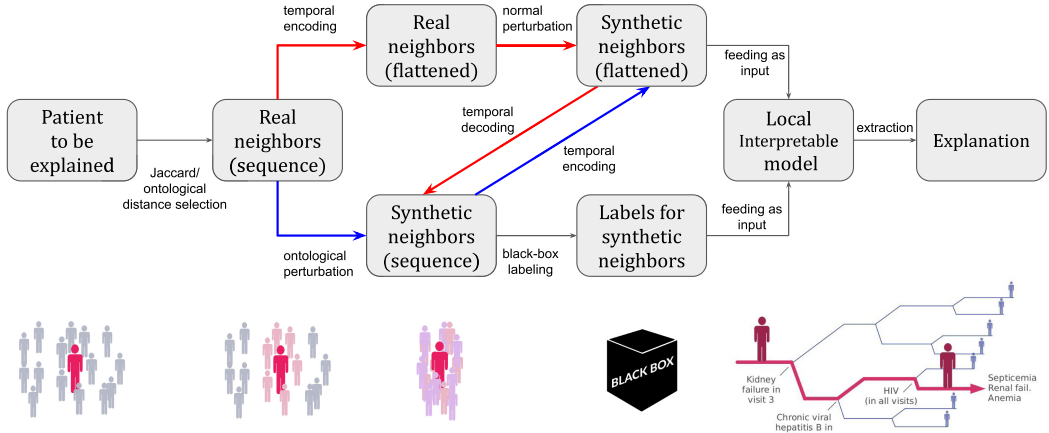 temporal
encoding
Real
neighbors
(flattened)
normal
perturbation
Synthetic
neighbors
(flattened)
feeding as
input
Patient
to be
explained
Jaccard/
ontological
distance selection
Real
neighbors
(sequence)
temporal
decoding
temporal
encoding
Local
Interpretable
model
extraction
Explanation
ontological
perturbation
Synthetic
neighbors
(sequence)
black-box
labeling
Labels for
synthetic
neighbors
feeding as
input
BLACK BOX
Kidney
failure in
visit 3
Chronic viral
hepatitis B in
HIV
(in all visits)
Septicemia
Renal fail.
Anemia